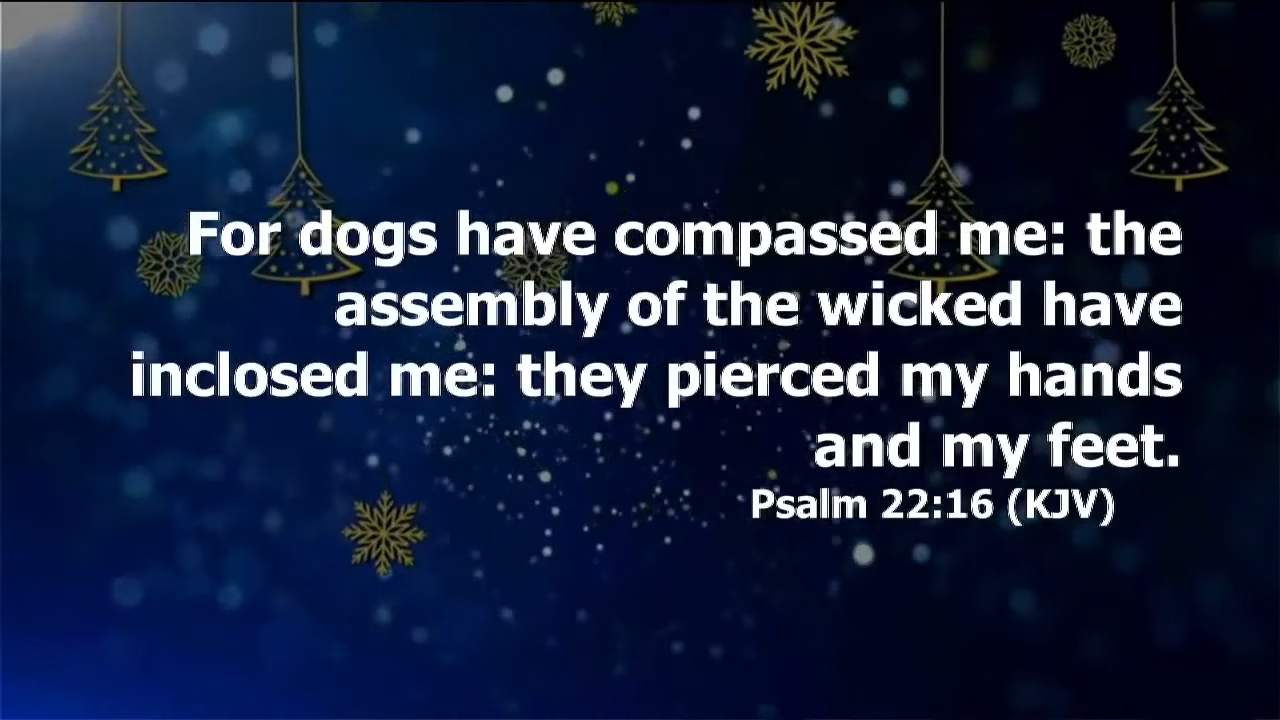 For dogs have compassed me: the
assembly of the wicked have
inclosed me: they pierced my hands
and my feet.
Psalm 22:16 (KJV)